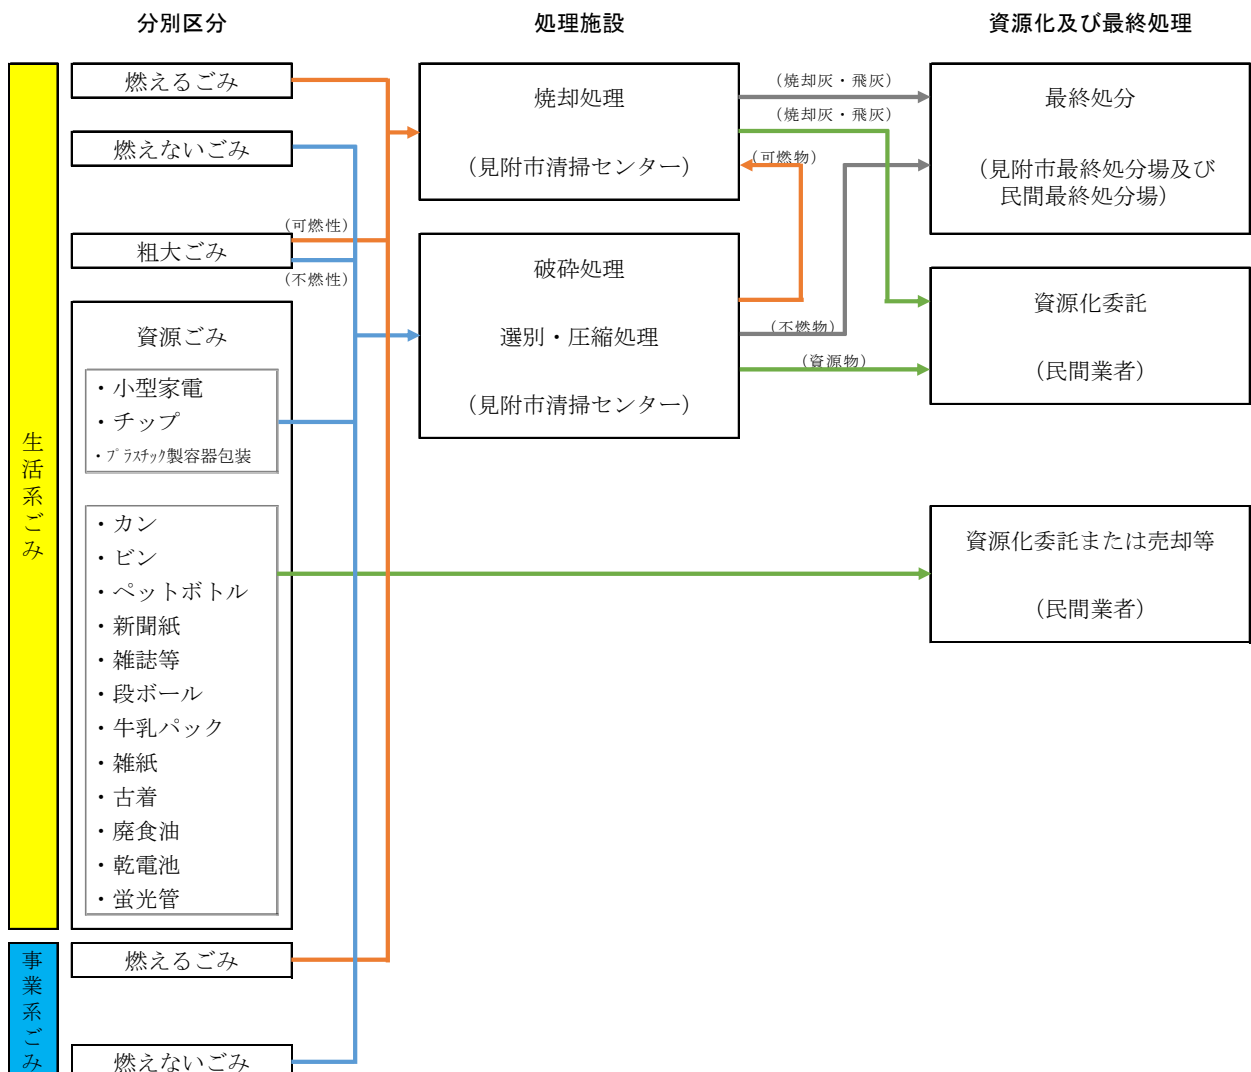 分別区分
処理施設
資源化及び最終処理
生活系ごみ
燃えるごみ
燃えないごみ
粗大ごみ
(可燃性)
(不燃性)
資源ごみ
・小型家電
・チップ
・プラスチック製容器包装
・カン
・ビン
・ペットボトル
・新聞紙
・雑誌等
・段ボール
・牛乳パック
・雑紙
・古着
・廃食油
・乾電池
・蛍光管
事業系ごみ
燃えるごみ
燃えないごみ
焼却処理
(見附市清掃センター)
破砕処理
選別・圧縮処理
(見附市清掃センター)
(焼却灰・飛灰)
(焼却灰・飛灰)
(可燃物)
(不燃物)
(資源物)
最終処分
(見附市最終処分場及び
民間最終処分場)
資源化委託
(民間業者)
資源化委託または売却等
(民間業者)